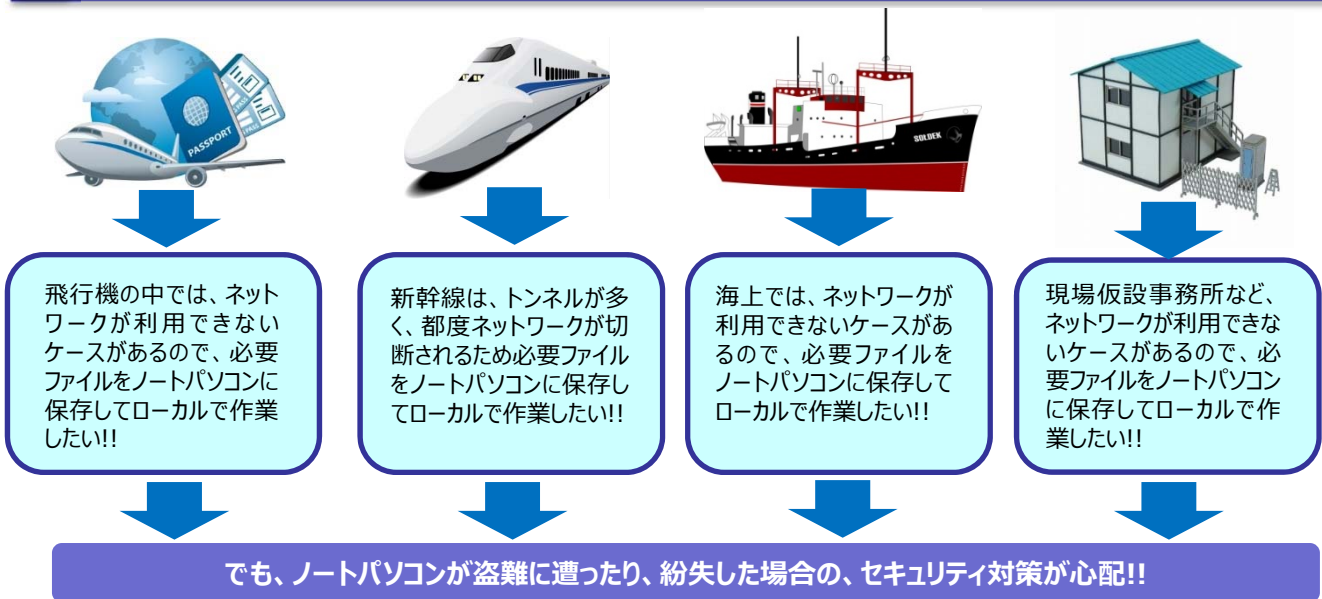 PASSPORT
PASS
PASS
SOLDEK
飛行機の中では、ネット
ワークが利用できない
ケースがあるので、必要
ファイルをノートパソコンに
保存してローカルで作業
したい!!
新幹線は、トンネルが多
く、都度ネットワークが切
断されるため必要ファイル
をノートパソコンに保存し
てローカルで作業したい!!
海上では、ネットワークが
利用できないケースがあ
るので、必要ファイルを
ノートパソコンに保存して
ローカルで作業したい!!
現場仮設事務所など、
ネットワークが利用できな
いケースがあるので、必
要ファイルをノートパソコン
に保存してローカルで作
業したい!!
でも、ノートパソコンが盗難に遭ったり、紛失した場合の、セキュリティ対策が心配!!